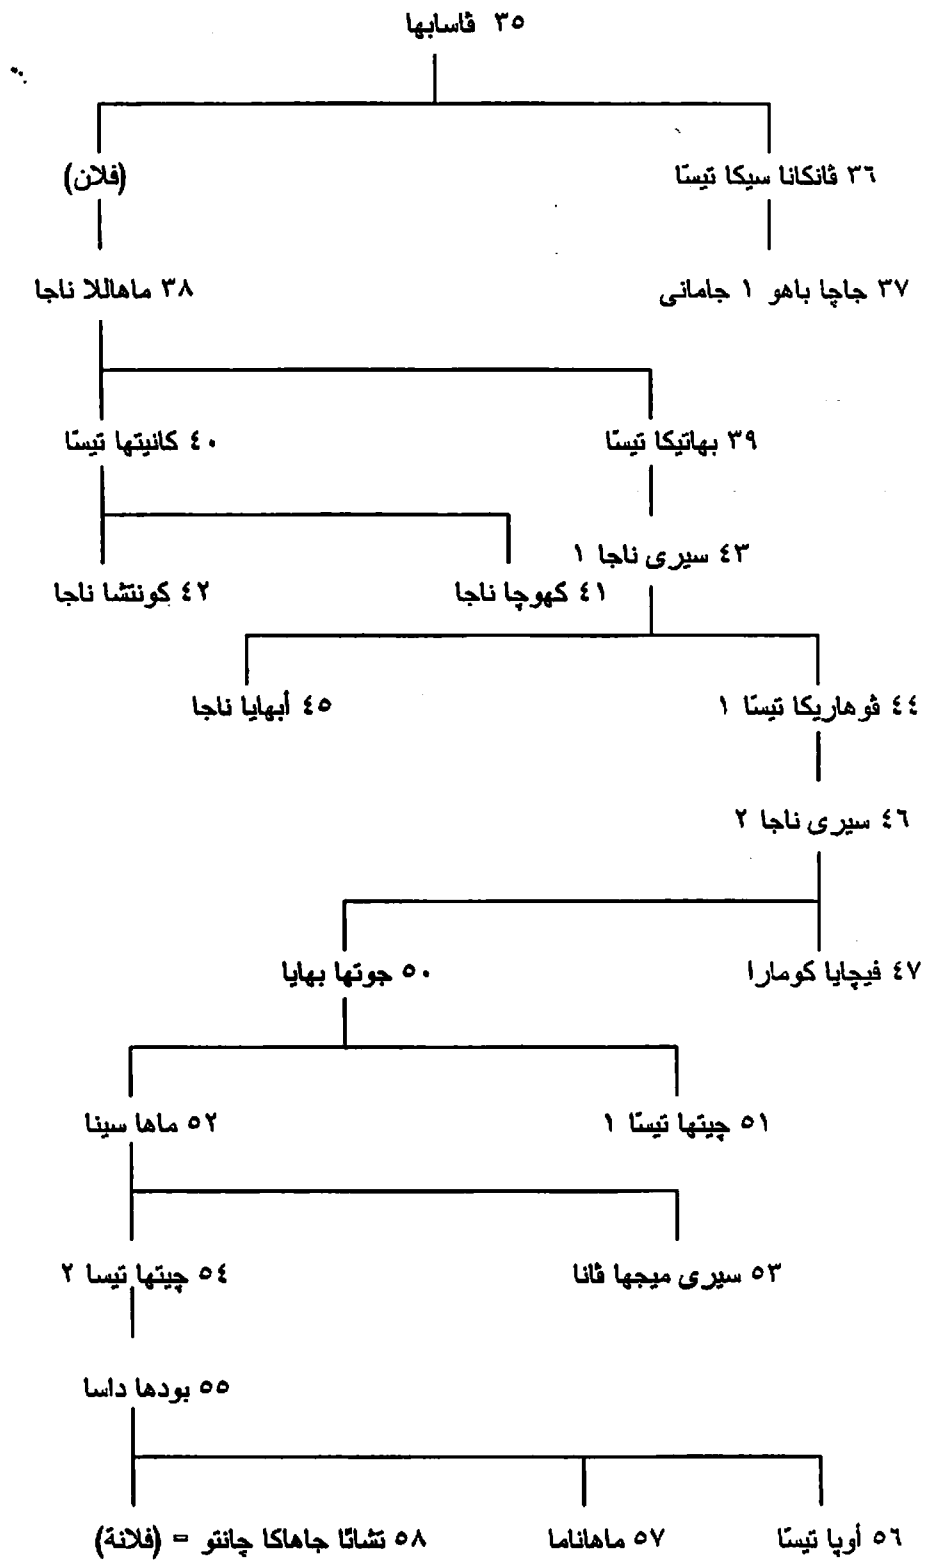 ٣٥ ڤاسابها
٣٦ ڤانكانا سيكا تيسّا
(فلان)
٣٧ جاچا باهو ١ جامانى
٣٨ ماهاللا ناجا
٣٩ بهاتيكا تيسّا
٤٠ كانيتها تيسّا
٤٣ سيرى ناجا ١
٤١ كهوچا ناجا
٤٢ كونتشا ناجا
٤٤ ڤوهاريكا تيسّا ١
٤٥ أبهايا ناجا
٤٦ سيرى ناجا ٢
٤٧ فيچايا كومارا
٥٠ جوتها بهايا
٥١ چيتها تيسّا ١
٥٢ ماها سينا
٥٣ سيرى ميجها ڤانا
٥٤ چيتها تيسا ٢
٥٥ بودها داسا
٥٦ أوپا تيسّا
٥٧ ماهاناما
٥٨ تشاتّا جاهاكا چانتو = (فلانة)